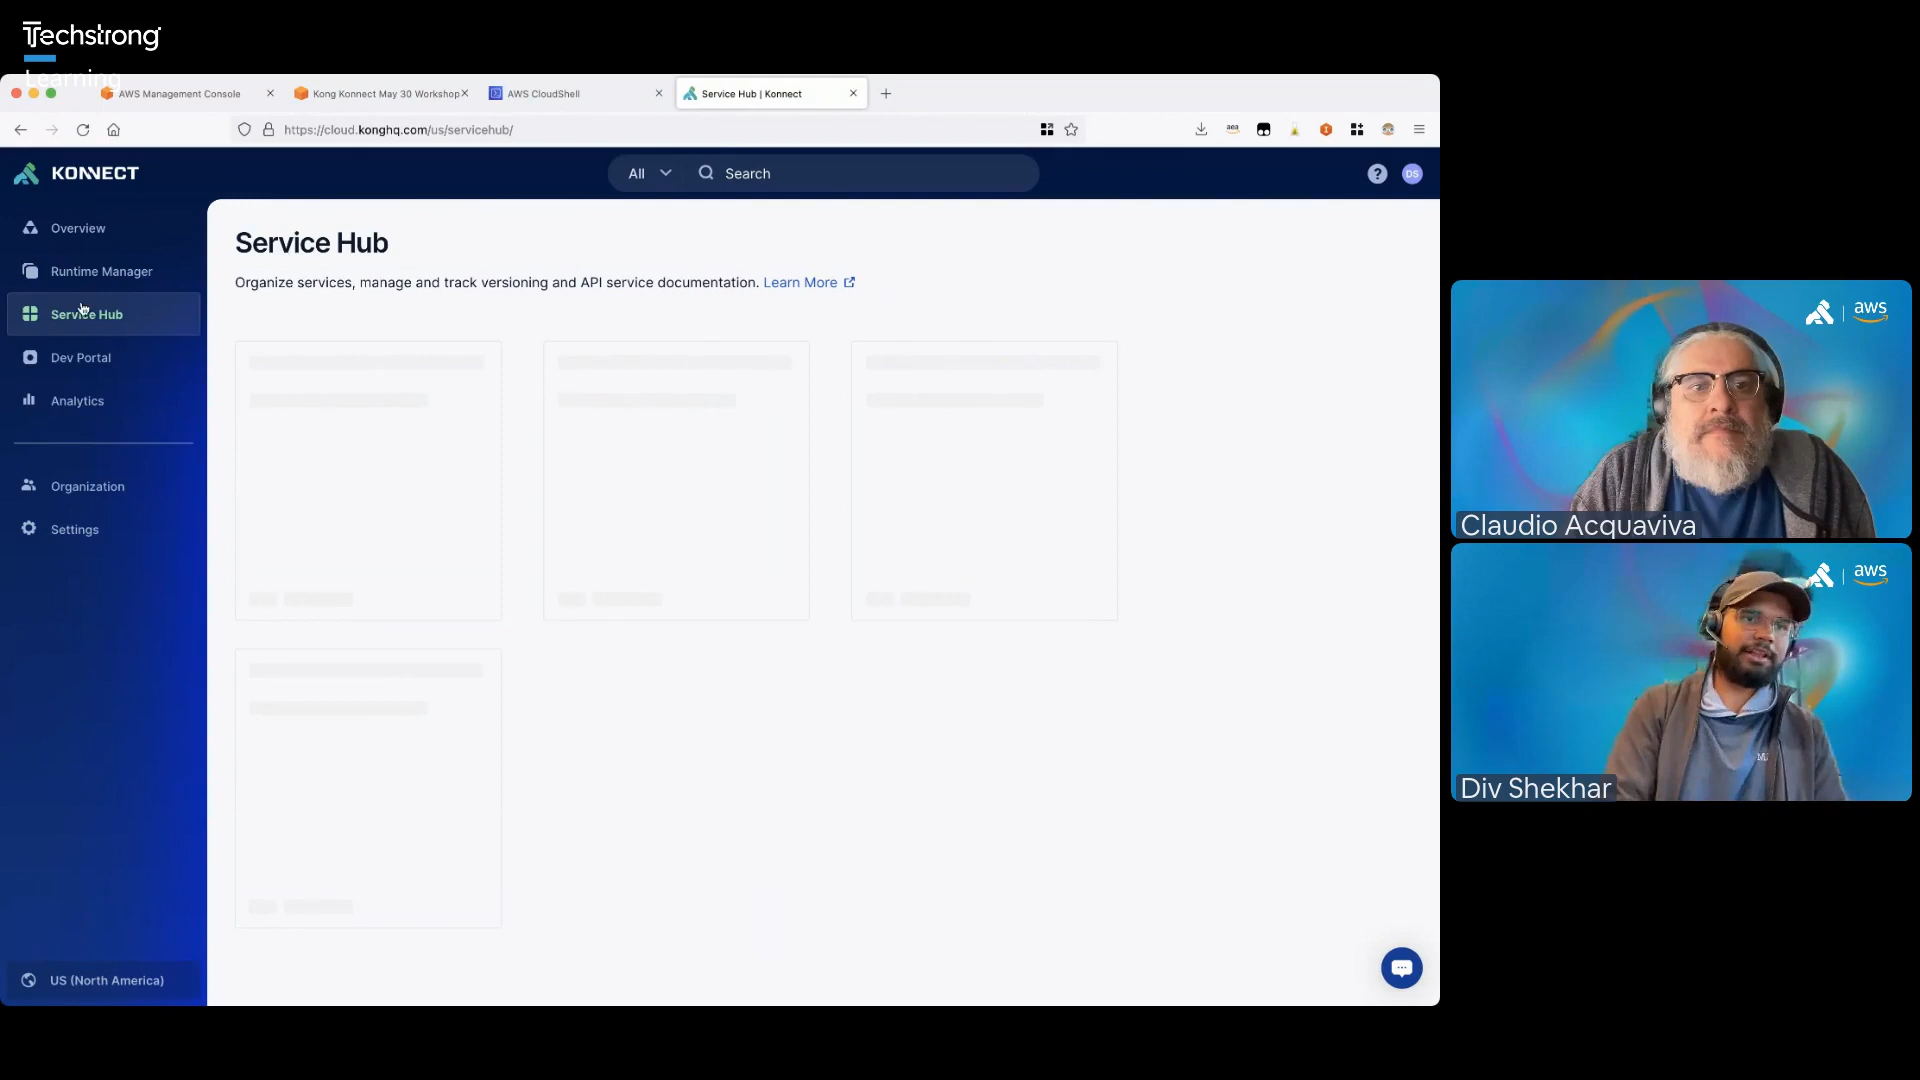 Techstrong
Learning
AWS Management Console
Kong Konnect May 30 Workshop
AWS CloudShell
Service Hub | Konnect
https://cloud.konghq.com/us/servicehub/
KONNECT
All
Search
DS
Overview
Runtime Manager
Service Hub
Dev Portal
Analytics
Organization
Settings
US (North America)
Service Hub
Organize services, manage and track versioning and API service documentation. Learn More
aws
Claudio Acquaviva
aws
Div Shekhar